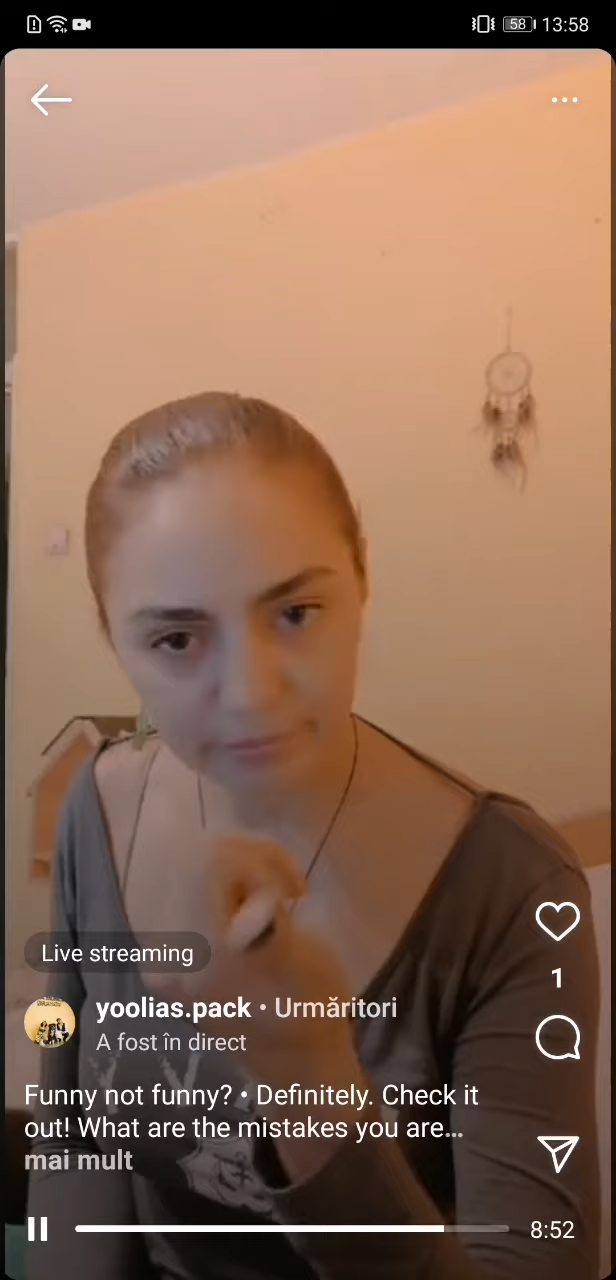 58 13:58
Live streaming
yoolias.pack • Urmăritori
A fost în direct
1
Funny not funny? • Definitely. Check it
out! What are the mistakes you are…
mai mult
8:52